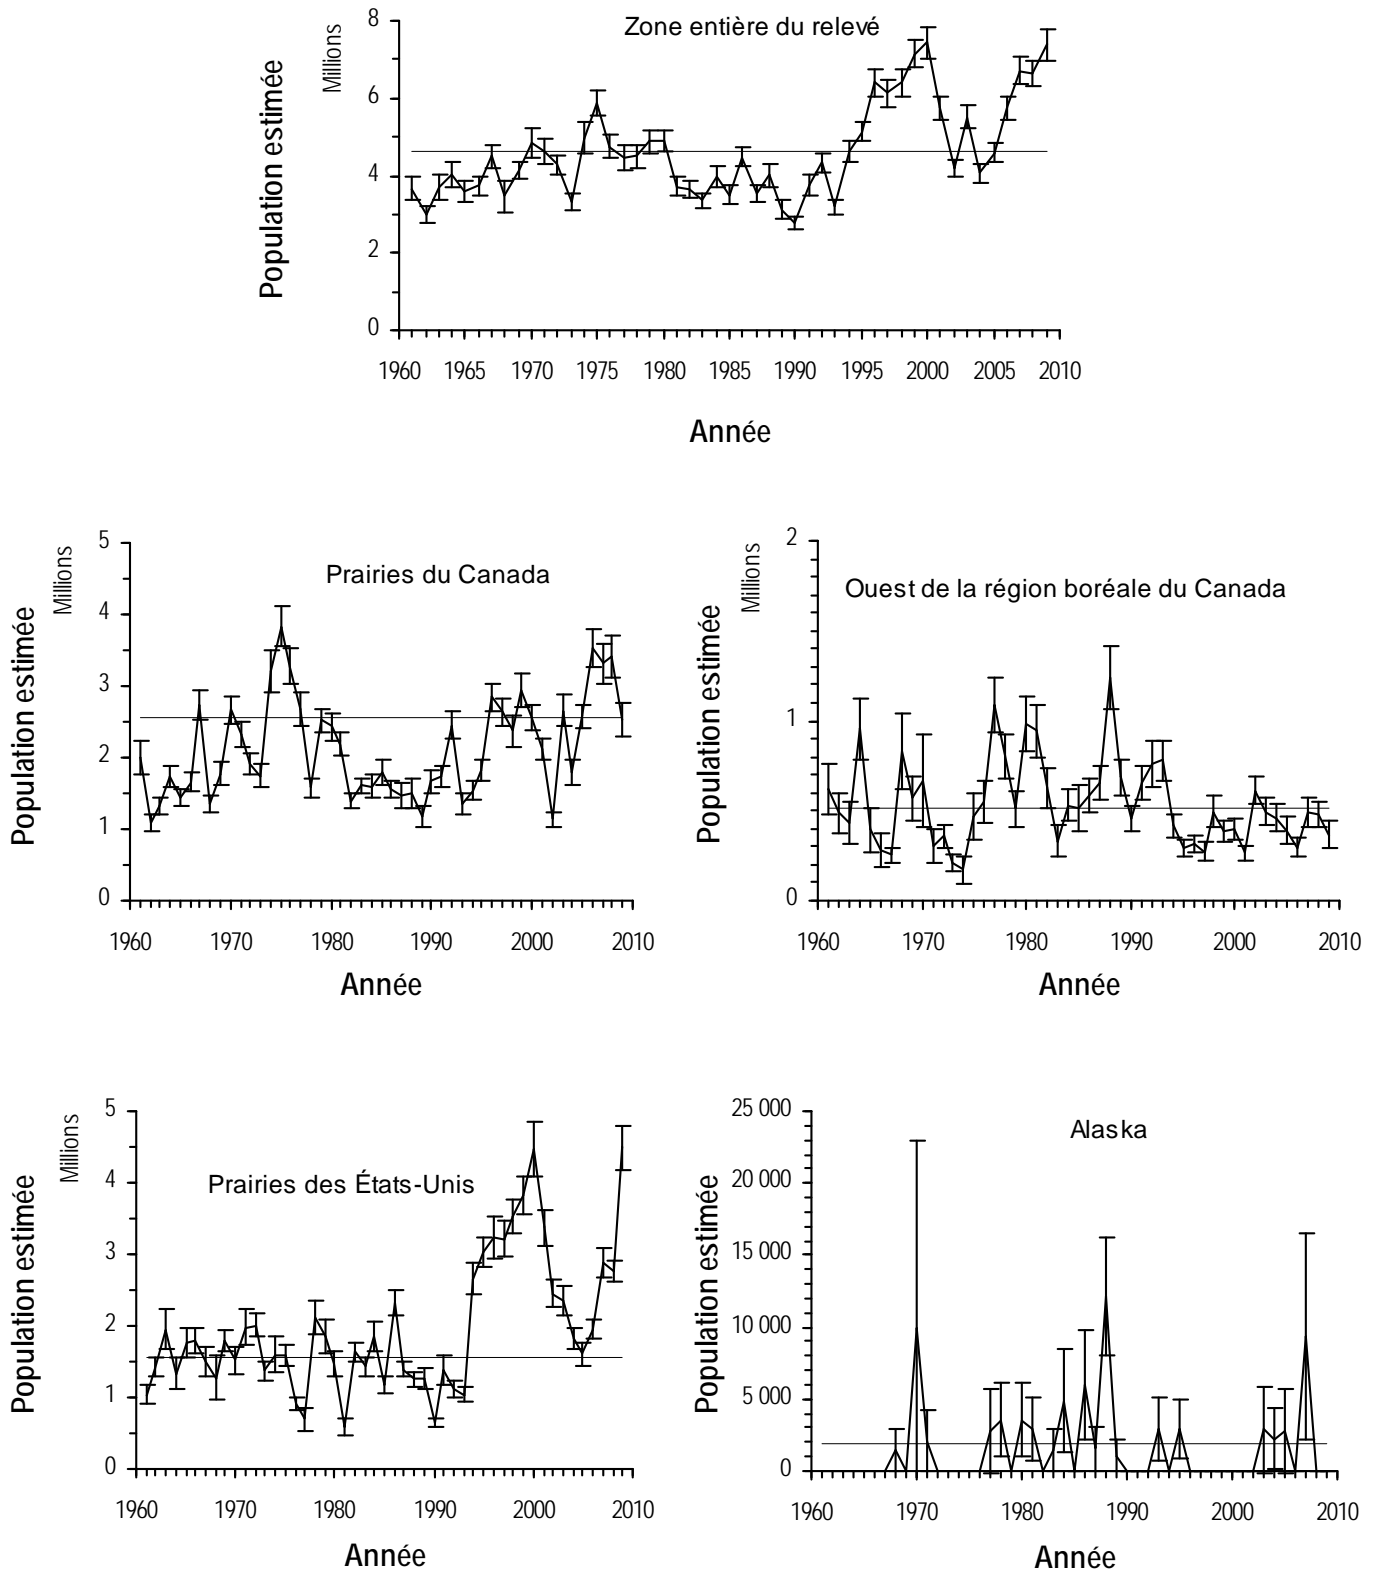 Zone entière du relevé
Millions
Population estimée
8
6
4
2
0
1960 1965 1970 1975 1980 1985 1990 1995 2000 2005 2010
Année
Prairies du Canada
Millions
Population estimée
5
4
3
2
1
0
1960 1970 1980 1990 2000 2010
Année
Ouest de la région boréale du Canada
Millions
Population estimée
2
1
0
1960 1970 1980 1990 2000 2010
Année
Prairies des États-Unis
Millions
Population estimée
5
4
3
2
1
0
1960 1970 1980 1990 2000 2010
Année
Alaska
Population estimée
25 000
20 000
15 000
10 000
5 000
0
1960 1970 1980 1990 2000 2010
Année